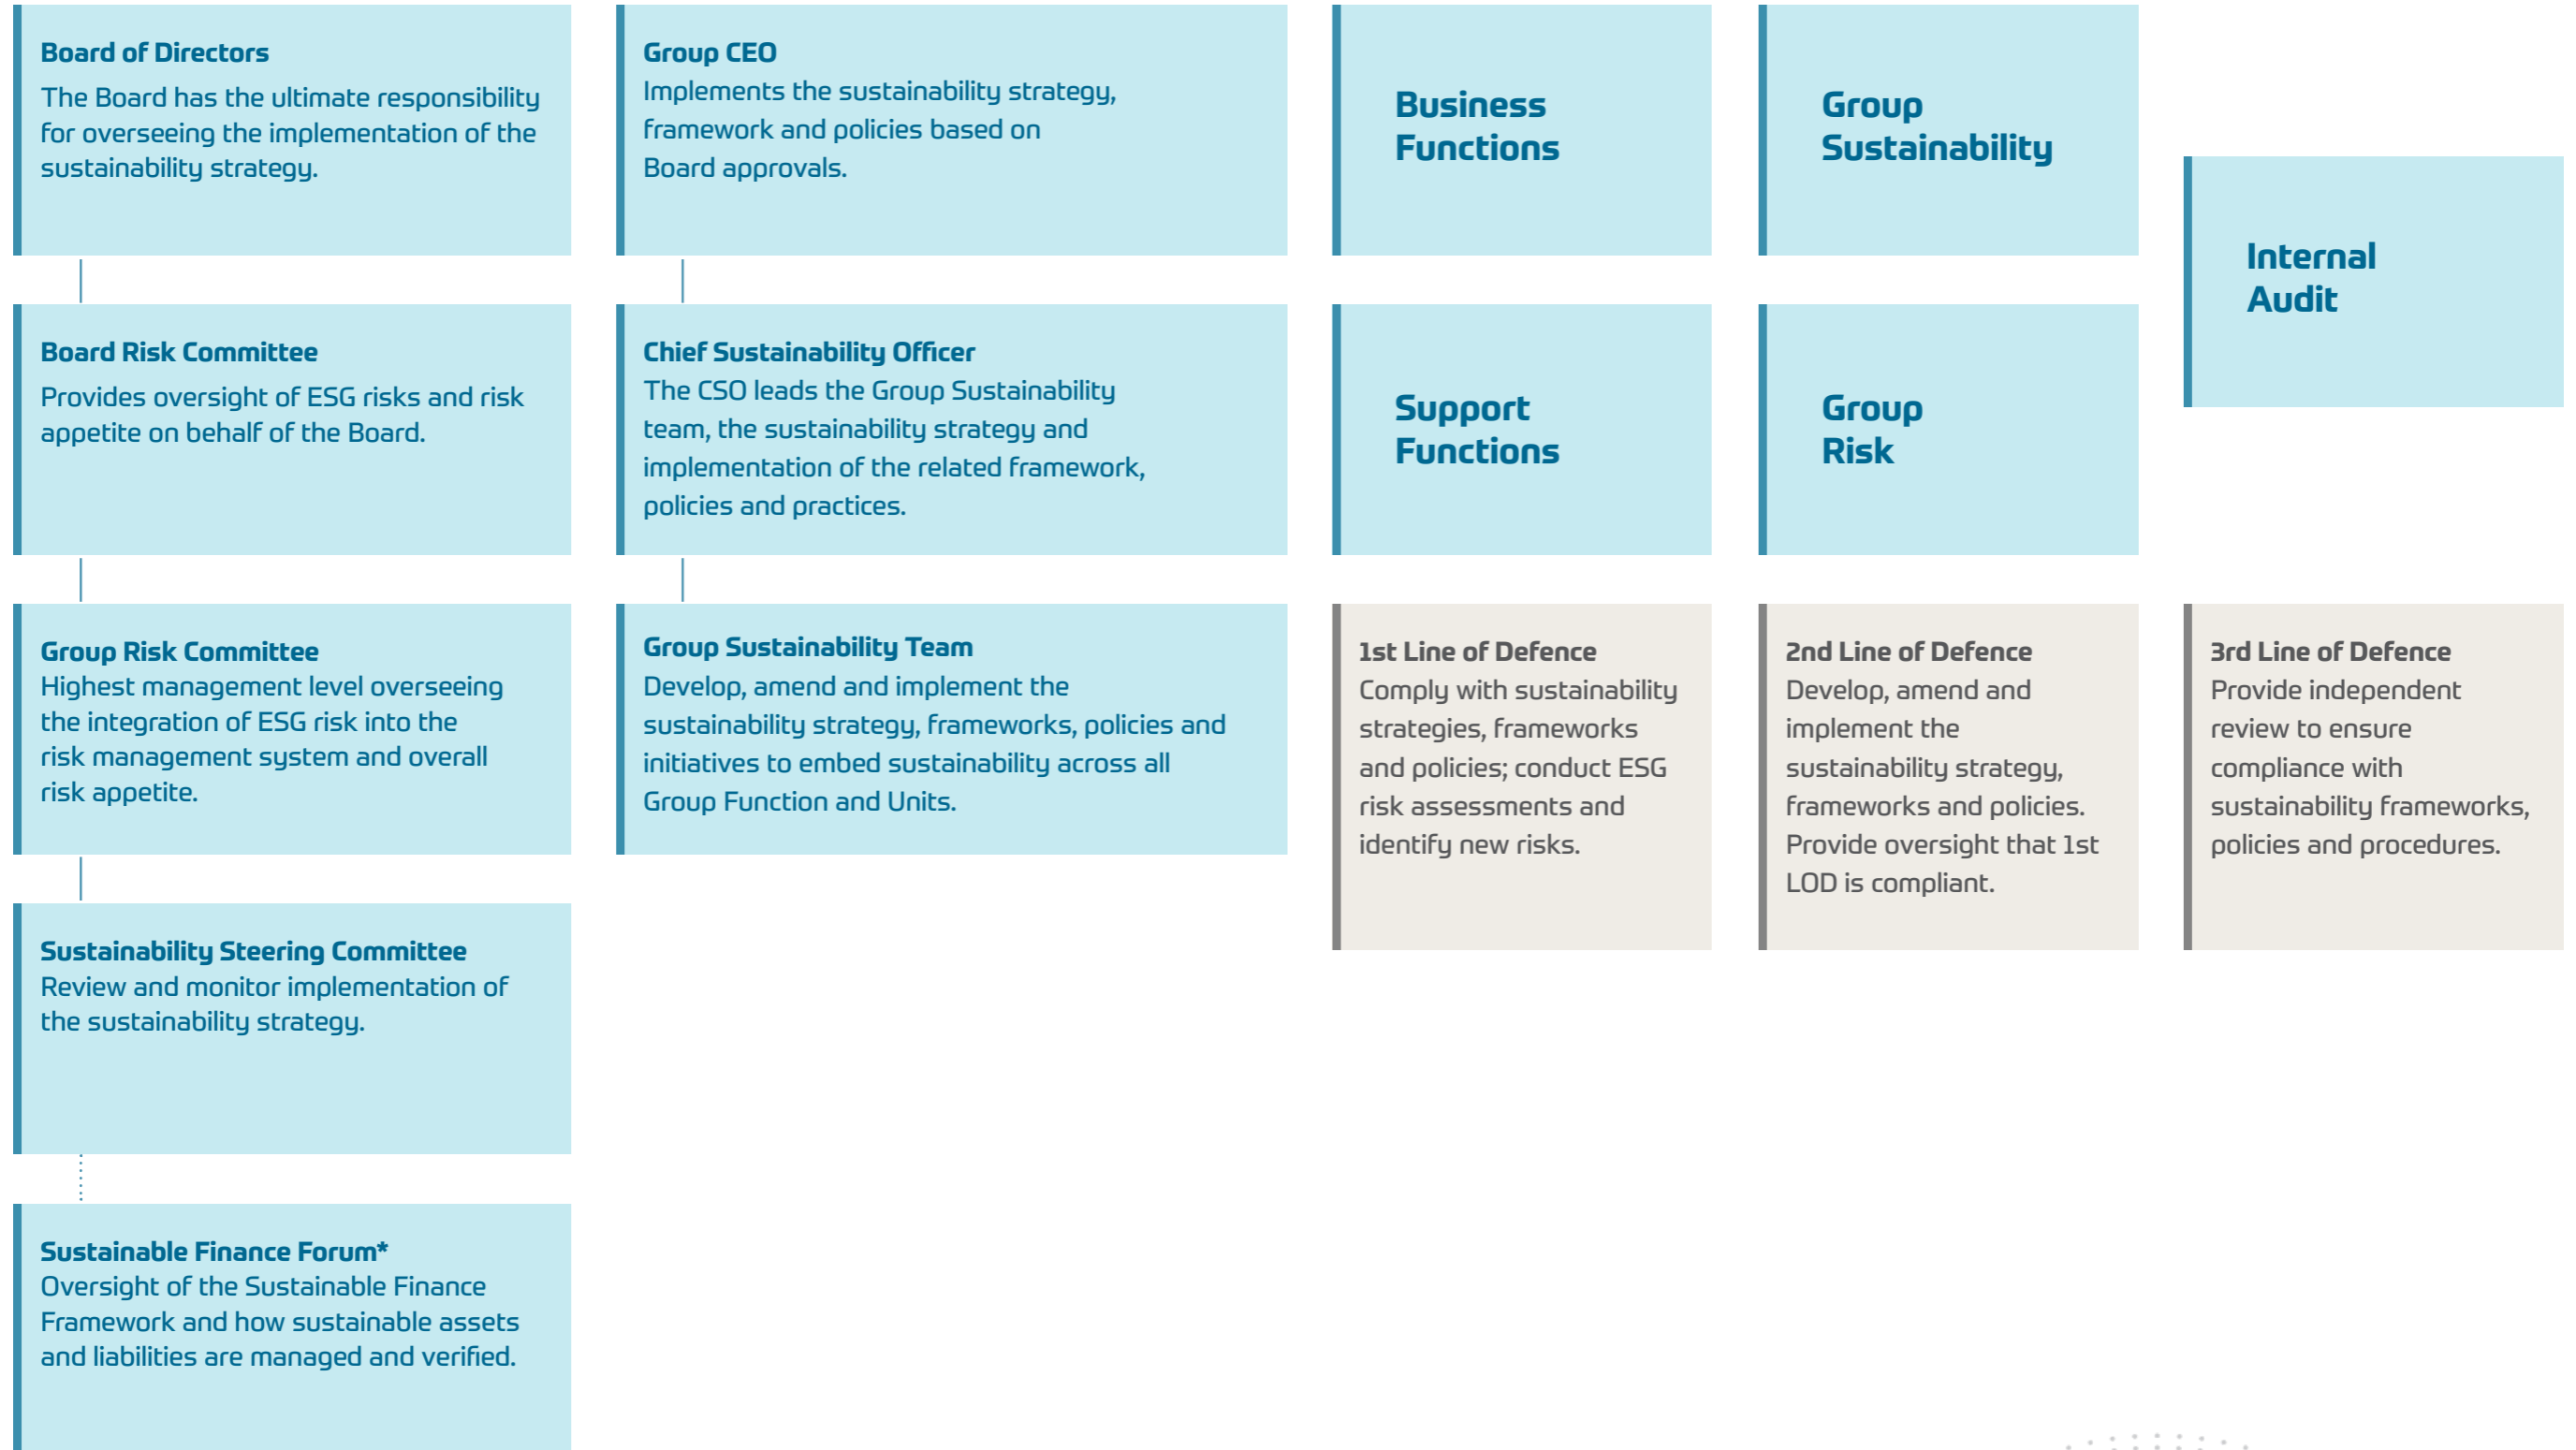 Board of Directors
The Board has the ultimate responsibility
for overseeing the implementation of the
sustainability strategy.
Board Risk Committee
Provides oversight of ESG risks and risk
appetite on behalf of the Board.
Group Risk Committee
Highest management level overseeing
the integration of ESG risk into the
risk management system and overall
risk appetite.
Sustainability Steering Committee
Review and monitor implementation of
the sustainability strategy.
Sustainable Finance Forum*
Oversight of the Sustainable Finance
Framework and how sustainable assets
and liabilities are managed and verified.
Group CEO
Implements the sustainability strategy,
framework and policies based on
Board approvals.
Chief Sustainability Officer
The CSO leads the Group Sustainability
team, the sustainability strategy and
implementation of the related framework,
policies and practices.
Group Sustainability Team
Develop, amend and implement the
sustainability strategy, frameworks, policies and
initiatives to embed sustainability across all
Group Function and Units.
Business
Functions
Support
Functions
1st Line of Defence
Comply with sustainability
strategies, frameworks
and policies; conduct ESG
risk assessments and
identify new risks.
Group
Sustainability
Group
Risk
2nd Line of Defence
Develop, amend and
implement the
sustainability strategy,
frameworks and policies.
Provide oversight that 1st
LOD is compliant.
Internal
Audit
3rd Line of Defence
Provide independent
review to ensure
compliance with
sustainability frameworks,
policies and procedures.